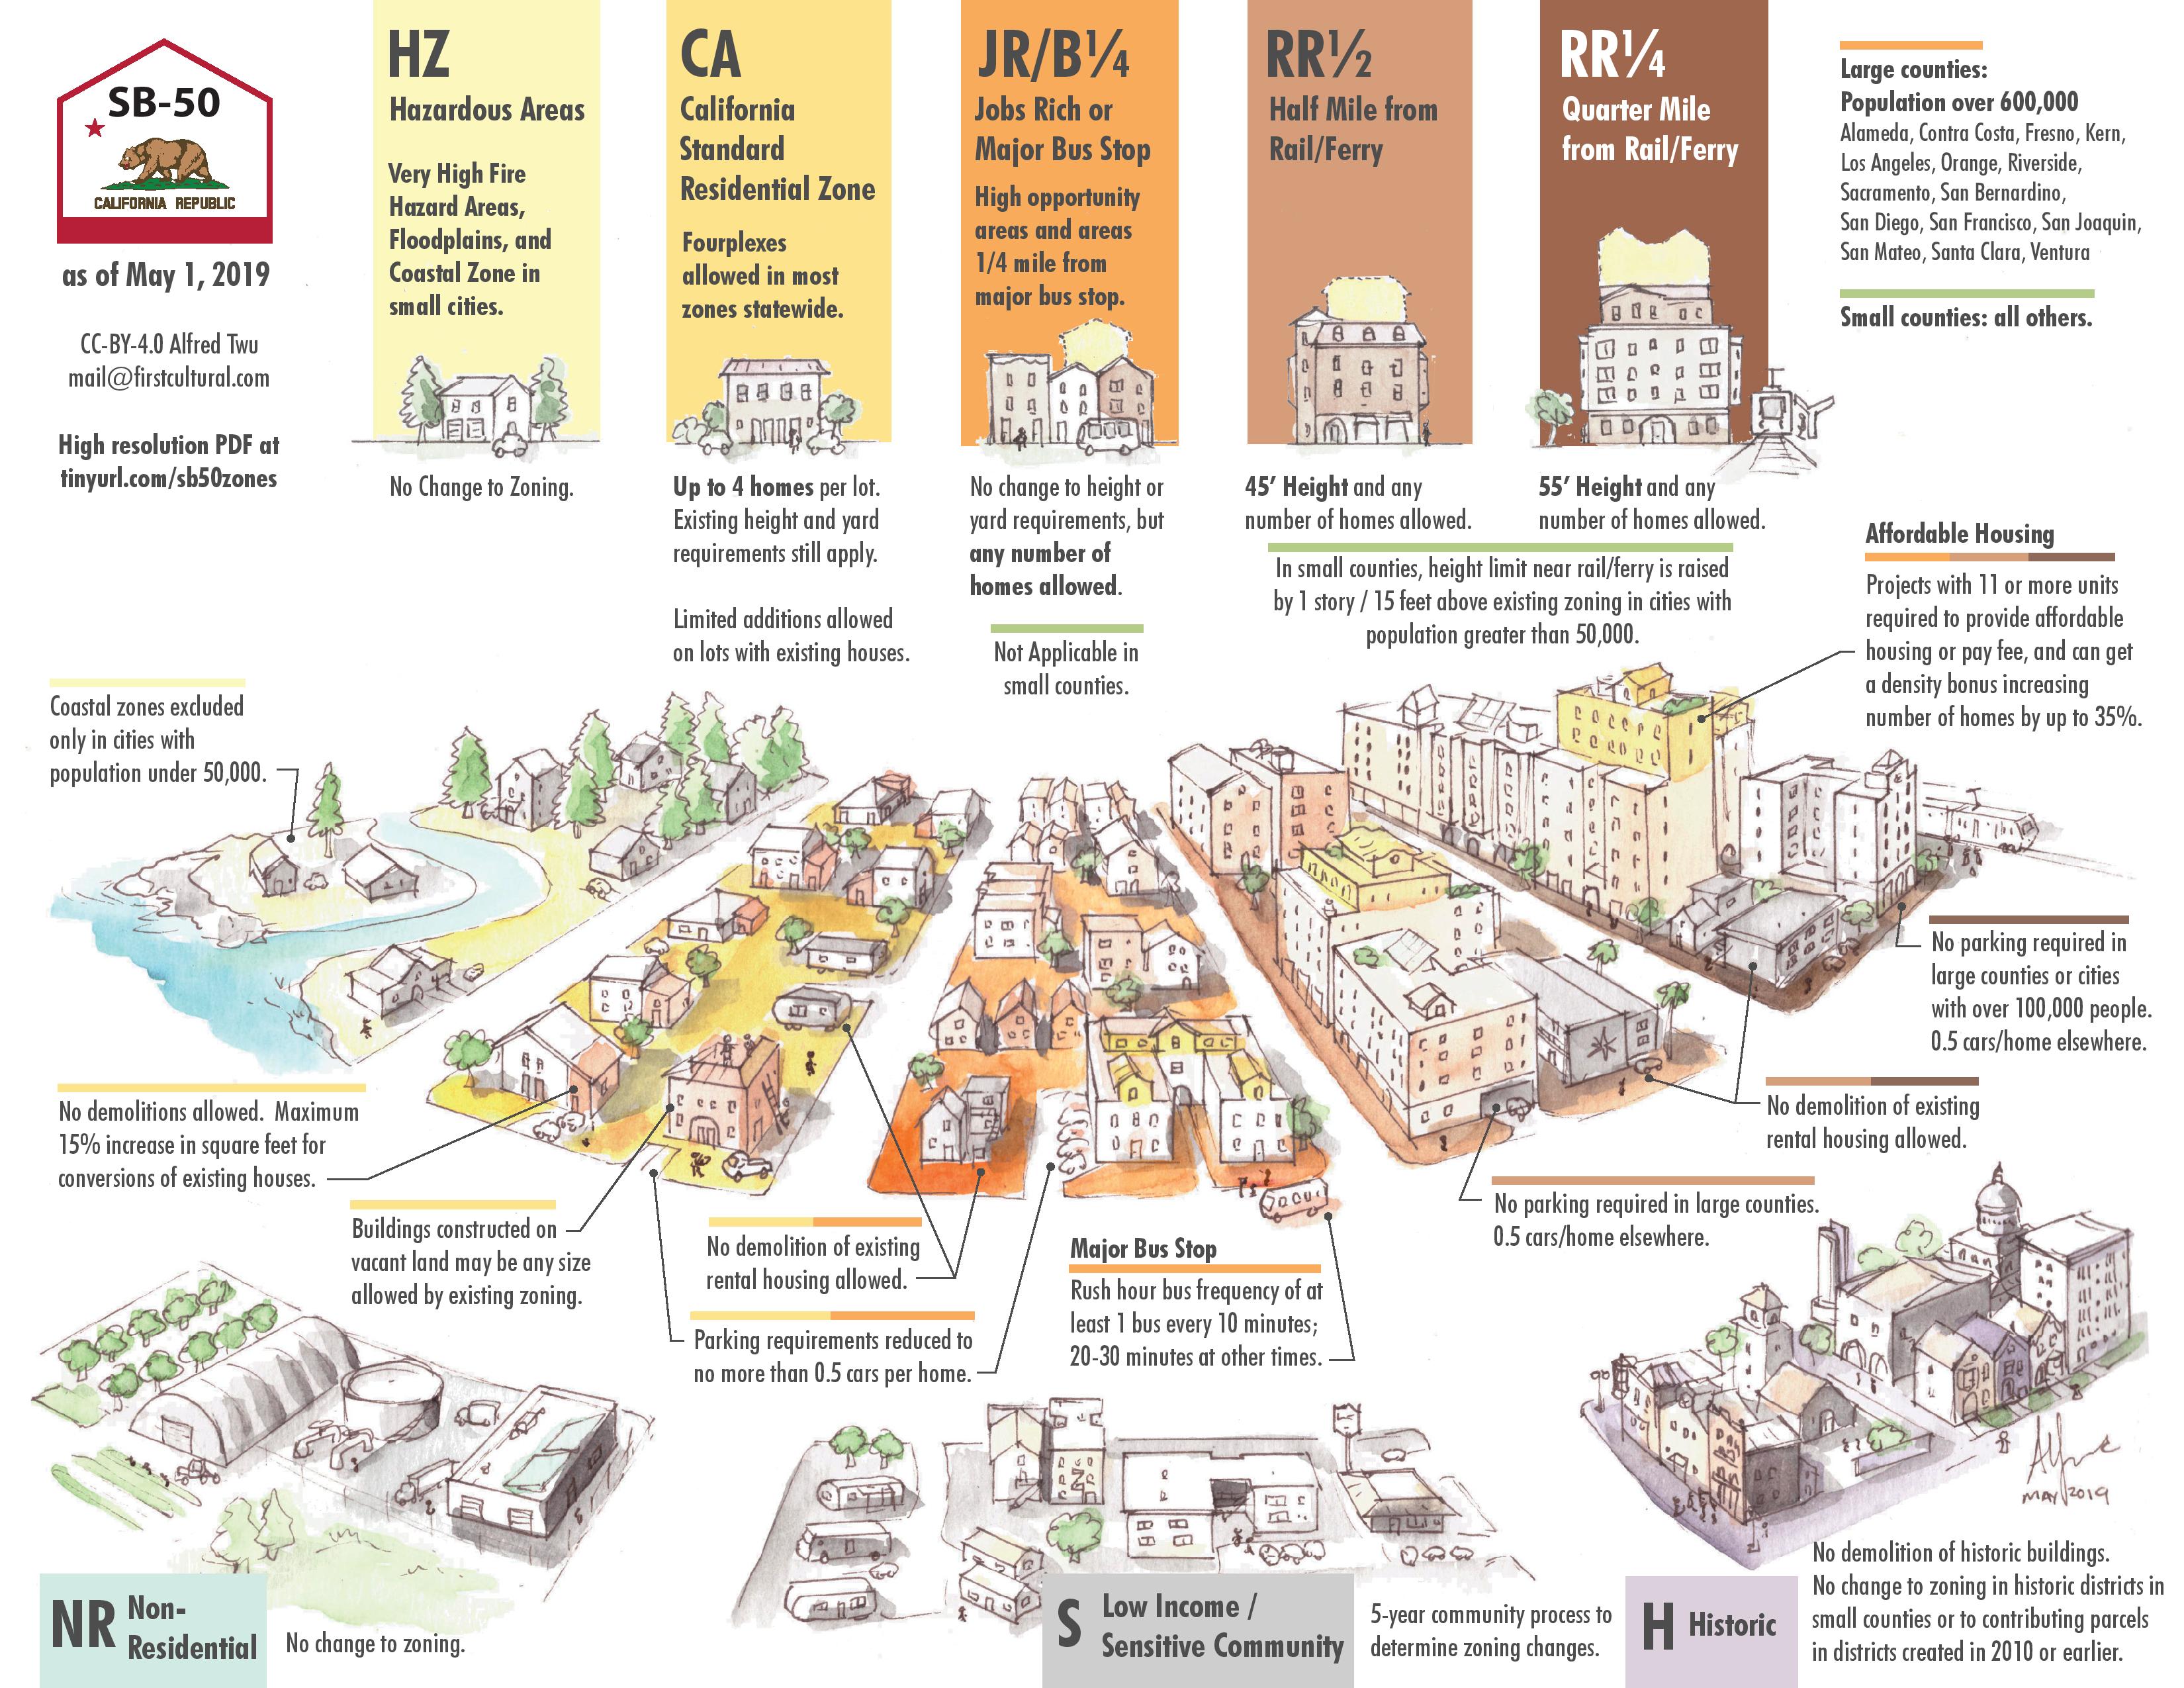 SB-50
CALIFORNIA REPUBLIC
as of May 1, 2019
CC-BY-4.0 Alfred Twu
mail@firstcultural.com
High resolution PDF at
tinyurl.com/sb50zones
HZ
Hazardous Areas
Very High Fire
Hazard Areas,
Floodplains, and
Coastal Zone in
small cities.
No Change to Zoning.
CA
California
Standard
Residential Zone
Fourplexes
allowed in most
zones statewide.
Up to 4 homes per lot.
Existing height and yard
requirements still apply.
Limited additions allowed
on lots with existing houses.
JR/B¼
Jobs Rich or
Major Bus Stop
High opportunity
areas and areas
1/4 mile from
major bus stop.
No change to height or
yard requirements, but
any number of
homes allowed.
Not Applicable in
small counties.
RR½
Half Mile from
Rail/Ferry
45’ Height and any
number of homes allowed.
RR¼
Quarter Mile
from Rail/Ferry
55’ Height and any
number of homes allowed.
In small counties, height limit near rail/ferry is raised
by 1 story / 15 feet above existing zoning in cities with
population greater than 50,000.
Large counties:
Population over 600,000
Alameda, Contra Costa, Fresno, Kern,
Los Angeles, Orange, Riverside,
Sacramento, San Bernardino,
San Diego, San Francisco, San Joaquin,
San Mateo, Santa Clara, Ventura
Small counties: all others.
Affordable Housing
Projects with 11 or more units
required to provide affordable
housing or pay fee, and can get
a density bonus increasing
number of homes by up to 35%.
Coastal zones excluded
only in cities with
population under 50,000.
No parking required in
large counties or cities
with over 100,000 people.
0.5 cars/home elsewhere.
No demolitions allowed. Maximum
15% increase in square feet for
conversions of existing houses.
No demolition of existing
rental housing allowed.
No parking required in large counties.
0.5 cars/home elsewhere.
Buildings constructed on
vacant land may be any size
allowed by existing zoning.
No demolition of existing
rental housing allowed.
Parking requirements reduced to
no more than 0.5 cars per home.
Major Bus Stop
Rush hour bus frequency of at
least 1 bus every 10 minutes;
20-30 minutes at other times.
MAY 2019
NR Non-
Residential
No change to zoning.
S Low Income /
Sensitive Community
5-year community process to
determine zoning changes.
H Historic
No demolition of historic buildings.
No change to zoning in historic districts in
small counties or to contributing parcels
in districts created in 2010 or earlier.